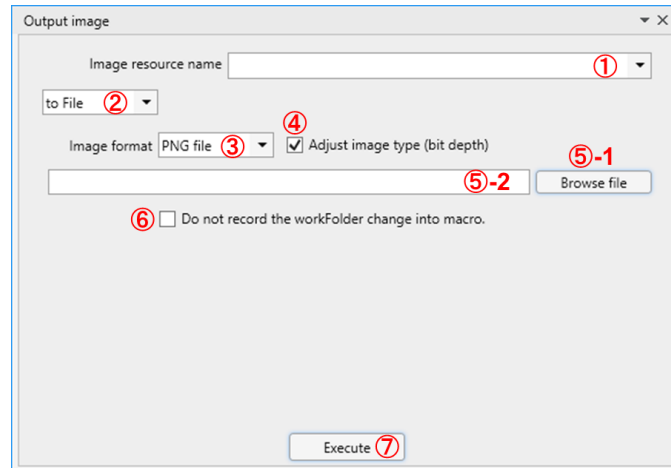 Output image
Image resource name ①
to File ②
④
Image format PNG file ③ Adjust image type (bit depth)
⑤-1
⑤-2 Browse file
⑥ Do not record the workFolder change into macro.
Execute ⑦